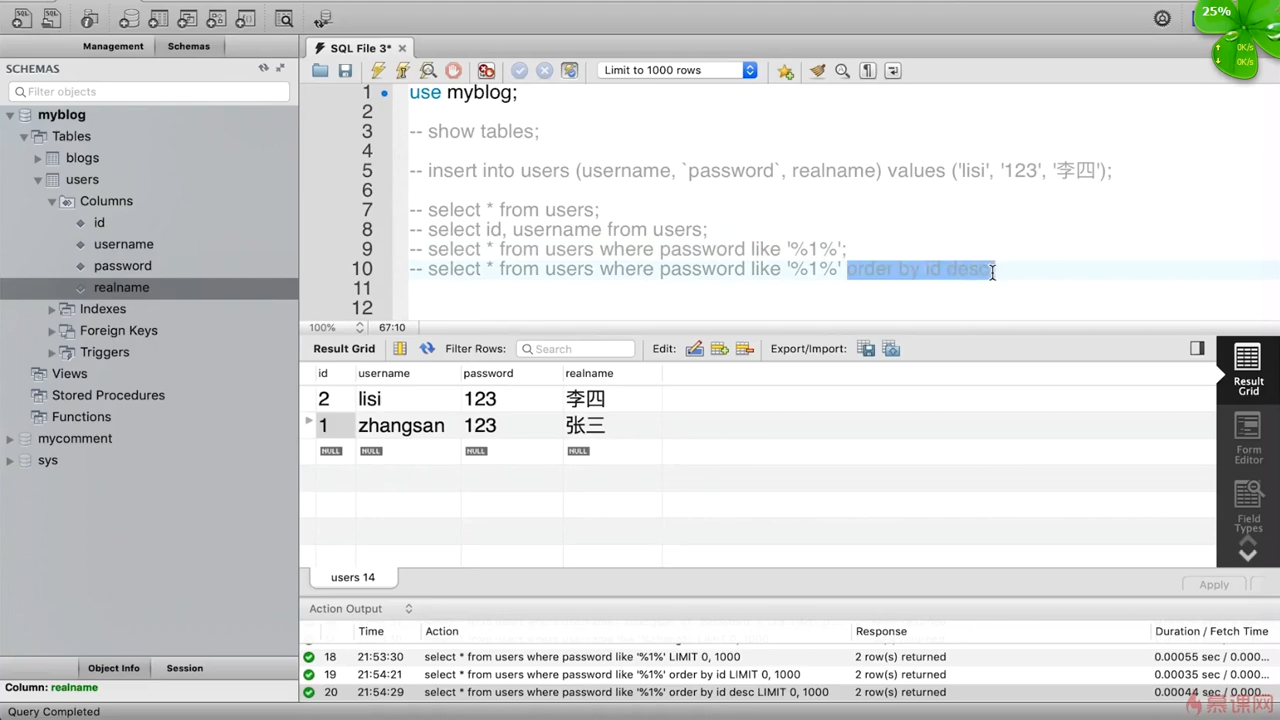 25%
0K/s
0K/s
Management Schemas
SQL File 3*
SCHEMAS
Limit to 1000 rows
Filter objects
myblog
Tables
blogs
users
Columns
id
username
password
realname
Indexes
Foreign Keys
Triggers
Views
Stored Procedures
Functions
mycomment
sys
1 use myblog;
2
3 -- show tables;
4
5 -- insert into users (username, `password`, realname) values ('lisi', '123', '李四');
6
7 -- select * from users;
8 -- select id, username from users;
9 -- select * from users where password like '%1%';
10 -- select * from users where password like '%1%' order by id desc;
11
12
100% 67:10
Result Grid Filter Rows: Search Edit: Export/Import:
id username password realname
2 lisi 123 李四
1 zhangsan 123 张三
NULL NULL NULL NULL
Result Grid
Form Editor
Field Types
users 14
Apply
Action Output
Time Action Response Duration / Fetch Time
18 21:53:30 select * from users where password like '%1%' LIMIT 0, 1000 2 row(s) returned 0.00055 sec / 0.000...
19 21:54:21 select * from users where password like '%1%' order by id LIMIT 0, 1000 2 row(s) returned 0.00035 sec / 0.000...
20 21:54:29 select * from users where password like '%1%' order by id desc LIMIT 0, 1000 2 row(s) returned 0.00044 sec / 0.000...
Object Info Session
Column: realname
Query Completed
慕课网